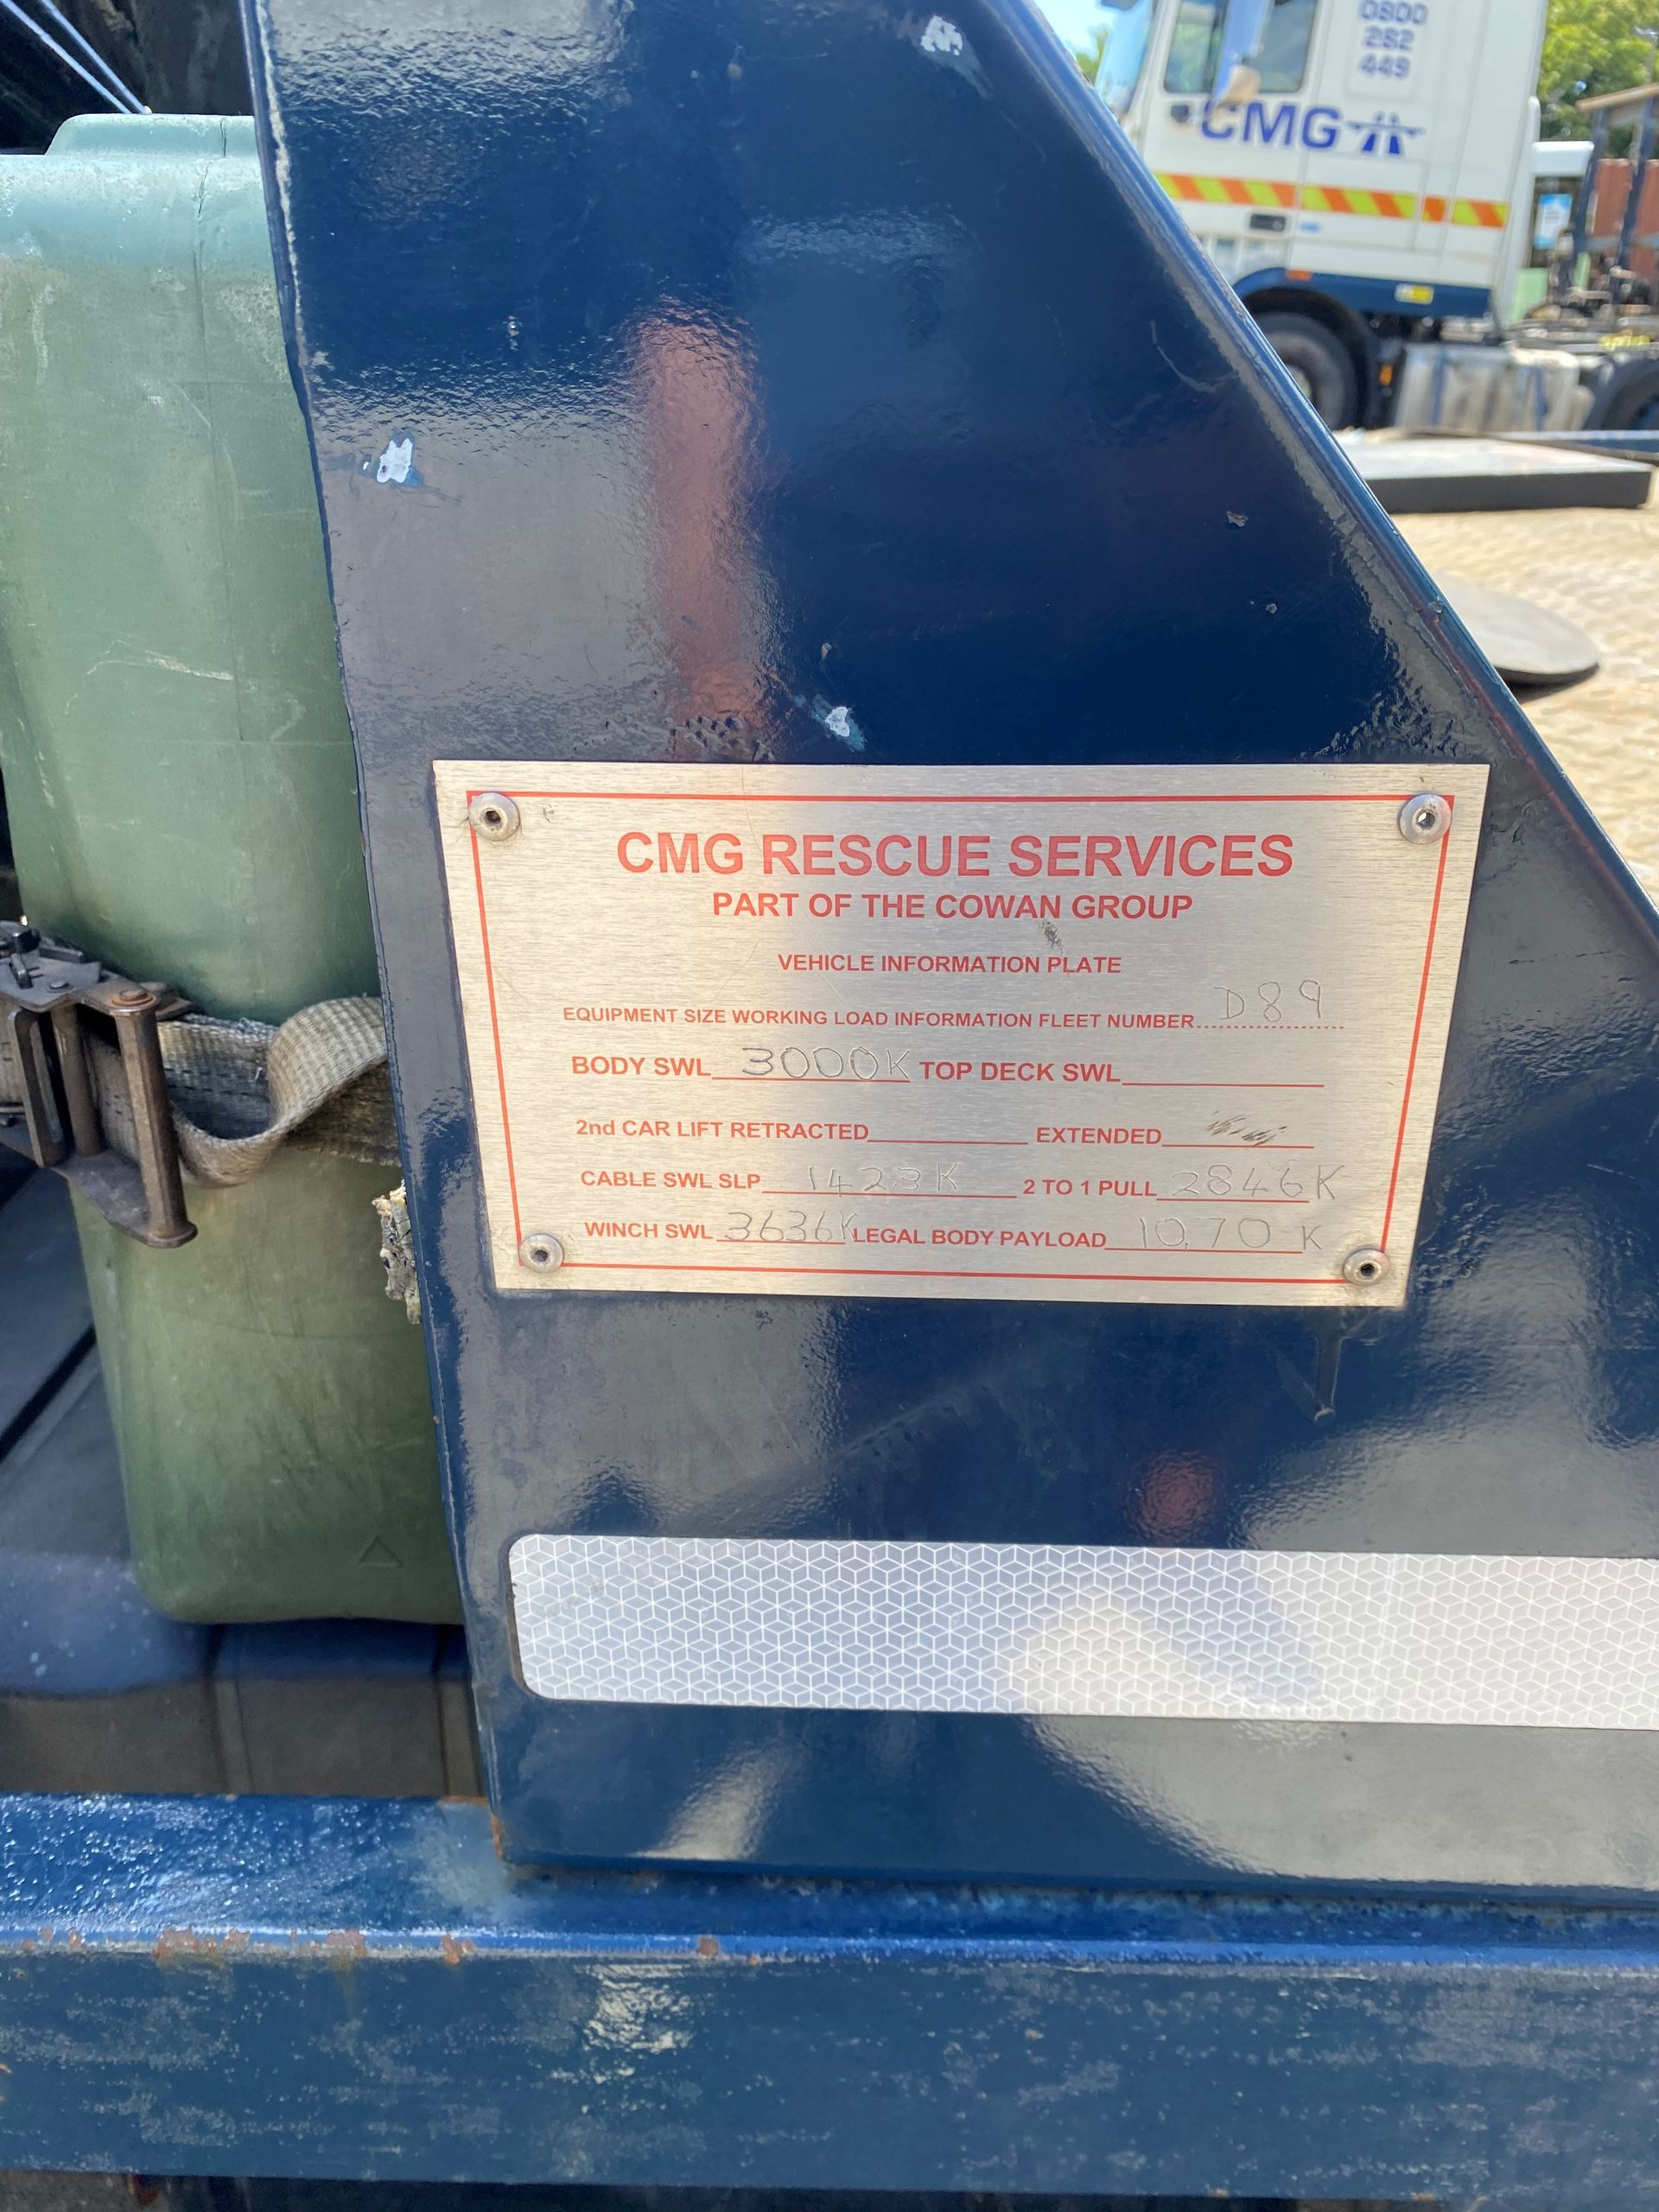 0800
282
449
CMG
CMG RESCUE SERVICES
PART OF THE COWAN GROUP
VEHICLE INFORMATION PLATE
EQUIPMENT SIZE WORKING LOAD INFORMATION FLEET NUMBER D89
BODY SWL 3000K TOP DECK SWL
2nd CAR LIFT RETRACTED EXTENDED
CABLE SWL SLP 1423K 2 TO 1 PULL 2846K
WINCH SWL 3636K LEGAL BODY PAYLOAD 1070 K